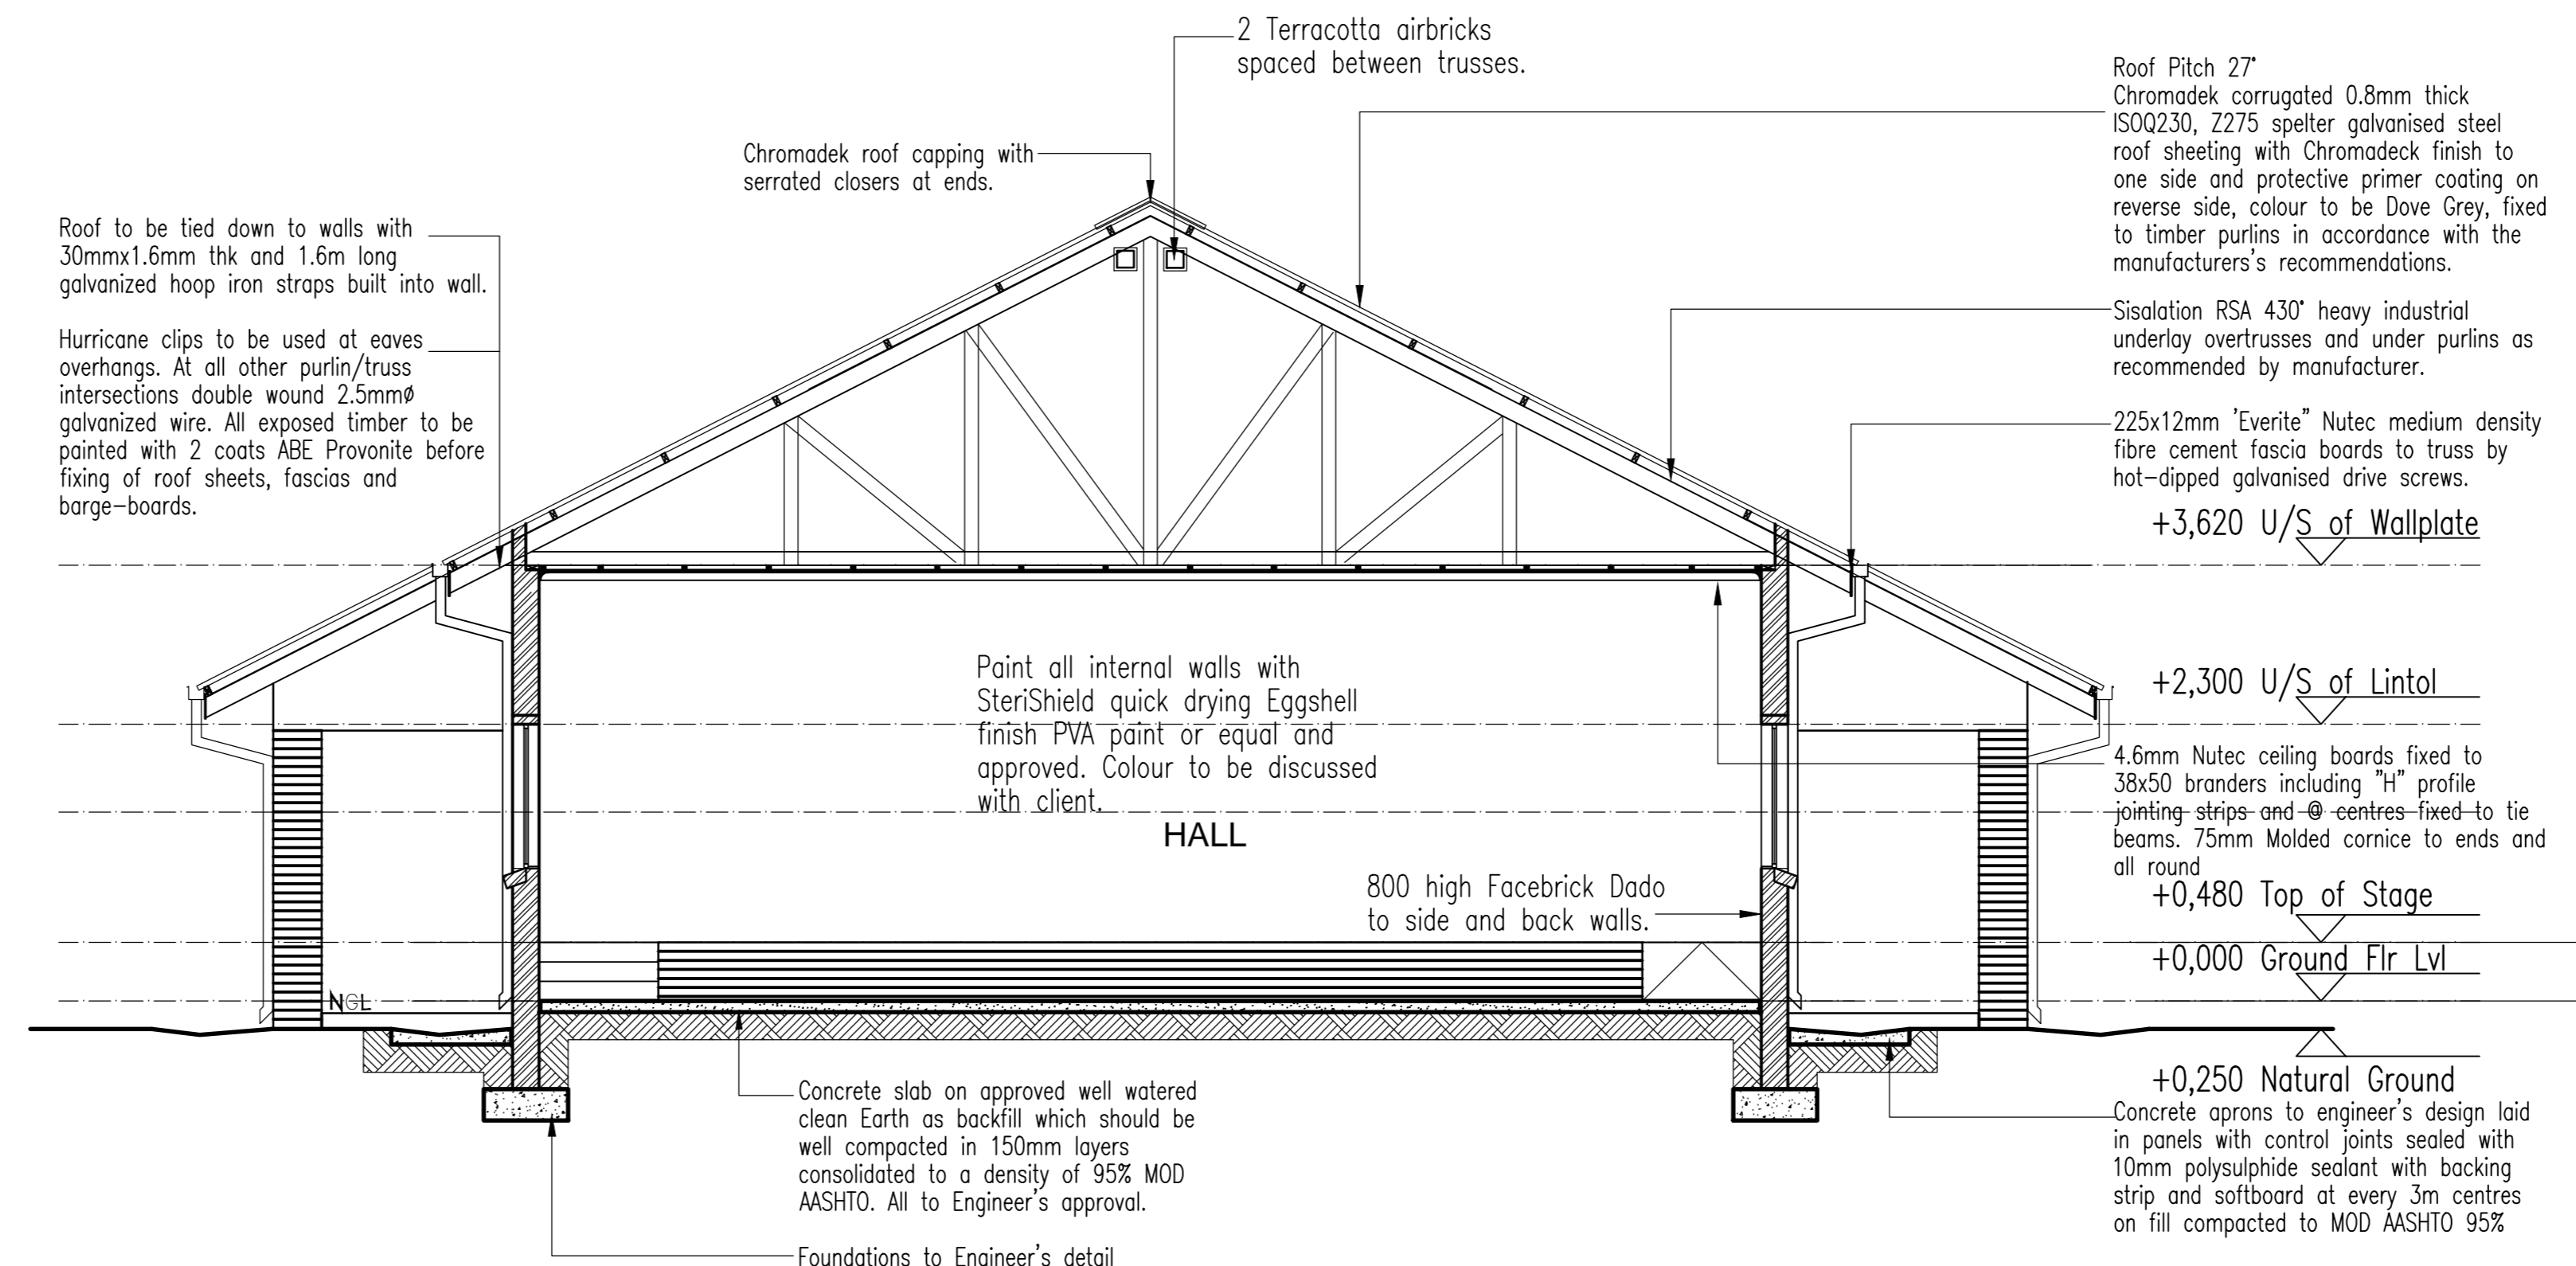 2 Terracotta airbricks
spaced between trusses.
Chromadek roof capping with
serrated closers at ends.
Roof to be tied down to walls with
30mmx1.6mm thk and 1.6m long
galvanized hoop iron straps built into wall.
Hurricane clips to be used at eaves
overhangs. At all other purlin/truss
intersections double wound 2.5mmø
galvanized wire. All exposed timber to be
painted with 2 coats ABE Provonite before
fixing of roof sheets, fascias and
barge-boards.
Roof Pitch 27°
Chromadek corrugated 0.8mm thick
ISOQ230, Z275 spelter galvanised steel
roof sheeting with Chromadeck finish to
one side and protective primer coating on
reverse side, colour to be Dove Grey, fixed
to timber purlins in accordance with the
manufacturers's recommendations.
Sisalation RSA 430° heavy industrial
underlay overtrusses and under purlins as
recommended by manufacturer.
225x12mm 'Everite" Nutec medium density
fibre cement fascia boards to truss by
hot-dipped galvanised drive screws.
+3,620 U/S of Wallplate
+2,300 U/S of Lintol
4.6mm Nutec ceiling boards fixed to
38x50 branders including "H" profile
jointing strips and @ centres fixed to tie
beams. 75mm Molded cornice to ends and
all round
+0,480 Top of Stage
+0,000 Ground Flr Lvl
+0,250 Natural Ground
Concrete aprons to engineer's design laid
in panels with control joints sealed with
10mm polysulphide sealant with backing
strip and softboard at every 3m centres
on fill compacted to MOD AASHTO 95%
Paint all internal walls with
SteriShield quick drying Eggshell
finish PVA paint or equal and
approved. Colour to be discussed
with client.
HALL
800 high Facebrick Dado
to side and back walls.
NGL
Concrete slab on approved well watered
clean Earth as backfill which should be
well compacted in 150mm layers
consolidated to a density of 95% MOD
AASHTO. All to Engineer's approval.
Foundations to Engineer's detail